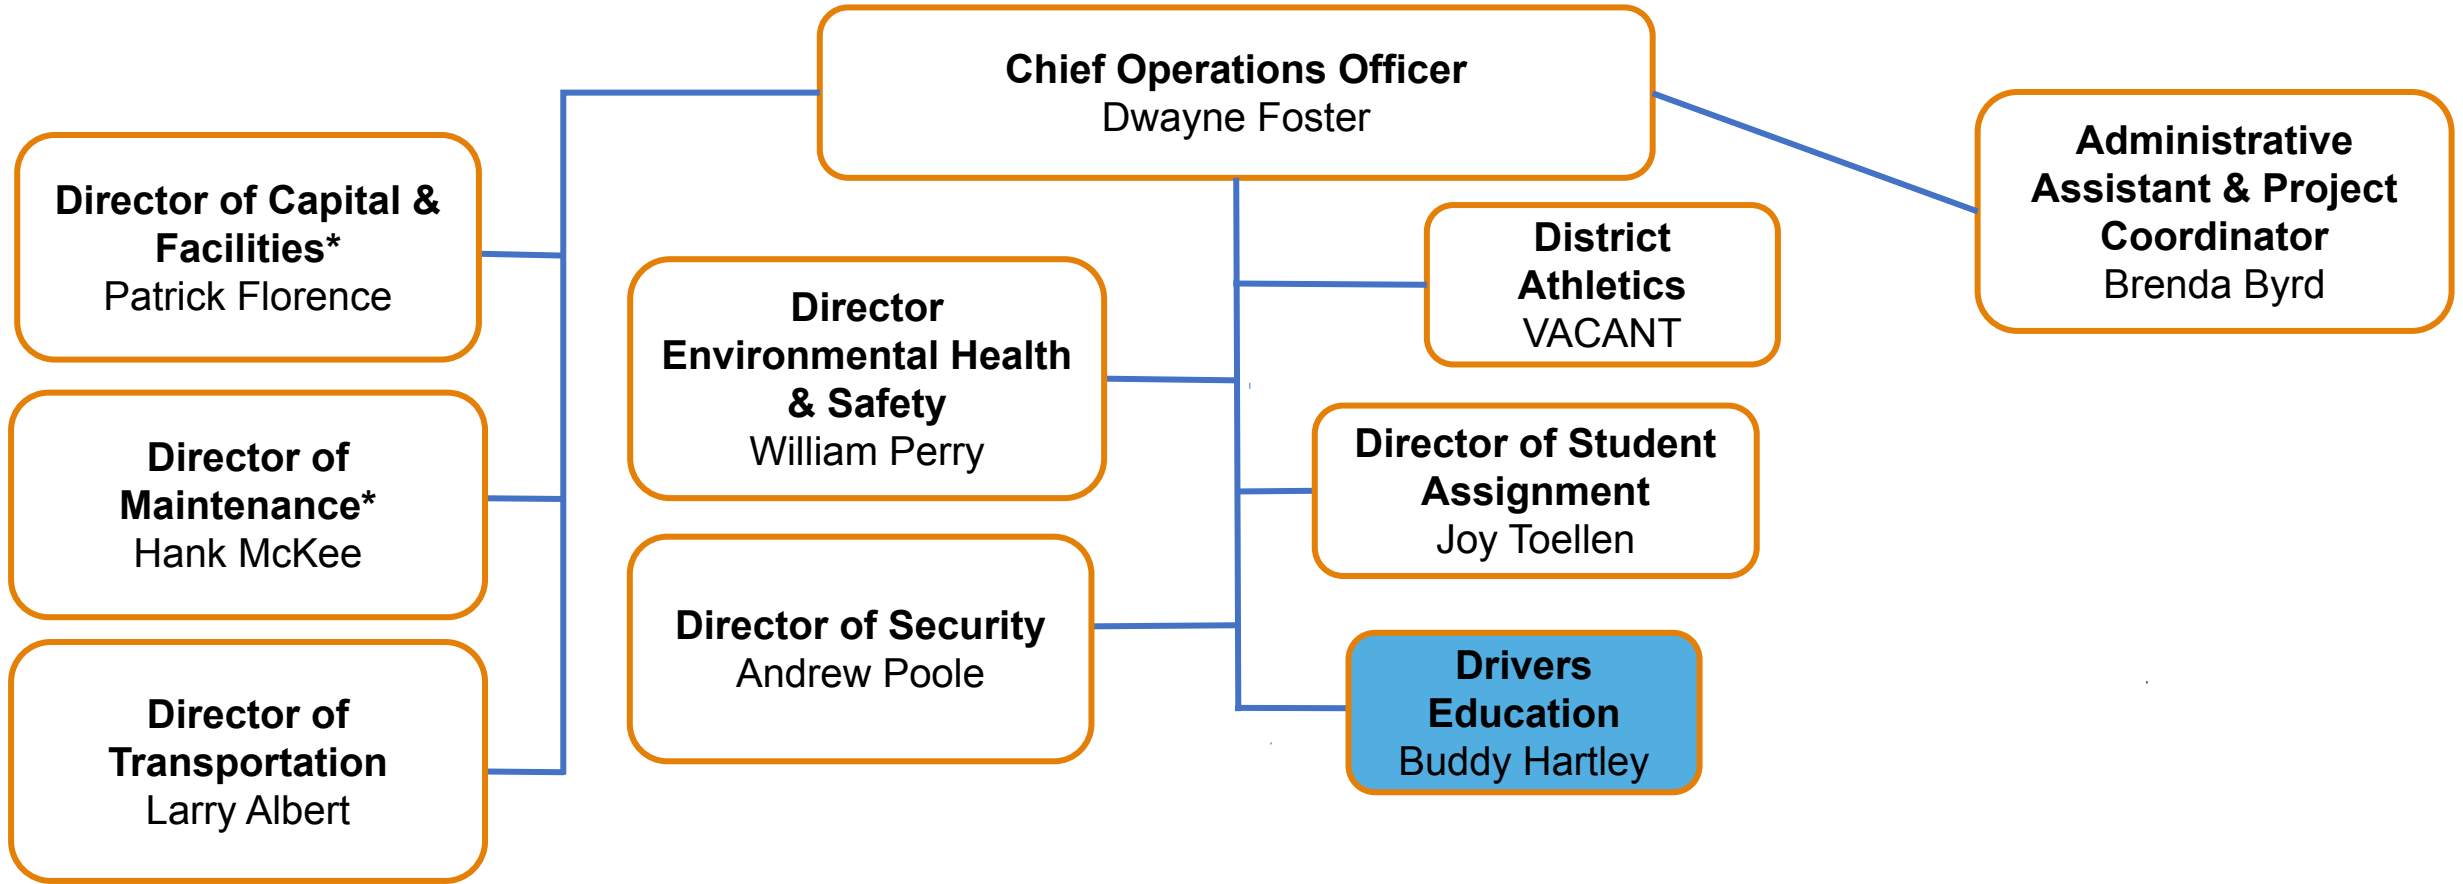 Chief Operations Officer
Dwayne Foster
Administrative
Assistant & Project
Coordinator
Brenda Byrd
Director of Capital &
Facilities*
Patrick Florence
Director of
Maintenance*
Hank McKee
Director of
Transportation
Larry Albert
Director
Environmental Health
& Safety
William Perry
Director of Security
Andrew Poole
District
Athletics
VACANT
Director of Student
Assignment
Joy Toellen
Drivers
Education
Buddy Hartley